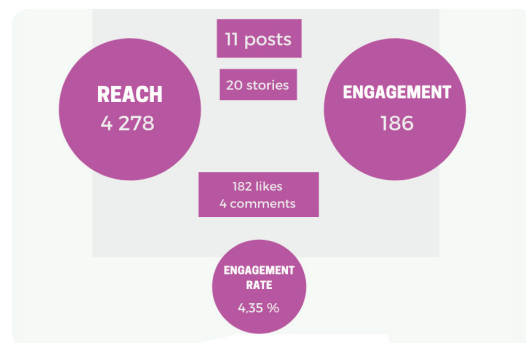 11 posts
REACH
4 278
20 stories
ENGAGEMENT
186
182 likes
4 comments
ENGAGEMENT
RATE
4,35 %